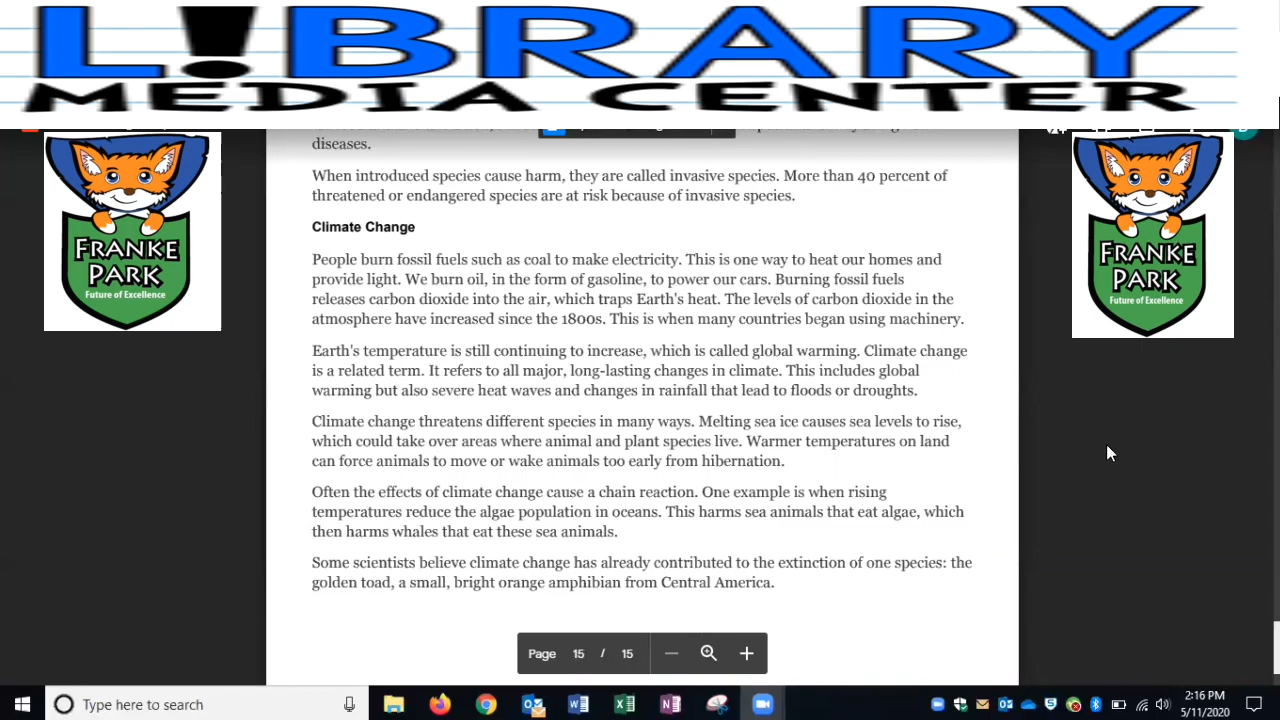 L!BRARY
MEDIA CENTER
diseases.
When introduced species cause harm, they are called invasive species. More than 40 percent of
threatened or endangered species are at risk because of invasive species.
Climate Change
People burn fossil fuels such as coal to make electricity. This is one way to heat our homes and
provide light. We burn oil, in the form of gasoline, to power our cars. Burning fossil fuels
releases carbon dioxide into the air, which traps Earth's heat. The levels of carbon dioxide in the
atmosphere have increased since the 1800s. This is when many countries began using machinery.
Earth's temperature is still continuing to increase, which is called global warming. Climate change
is a related term. It refers to all major, long-lasting changes in climate. This includes global
warming but also severe heat waves and changes in rainfall that lead to floods or droughts.
Climate change threatens different species in many ways. Melting sea ice causes sea levels to rise,
which could take over areas where animal and plant species live. Warmer temperatures on land
can force animals to move or wake animals too early from hibernation.
Often the effects of climate change cause a chain reaction. One example is when rising
temperatures reduce the algae population in oceans. This harms sea animals that eat algae, which
then harms whales that eat these sea animals.
Some scientists believe climate change has already contributed to the extinction of one species: the
golden toad, a small, bright orange amphibian from Central America.
FRANKE
PARK
Future of Excellence
FRANKE
PARK
Future of Excellence
Page 15 / 15
Type here to search
2:16 PM
5/11/2020